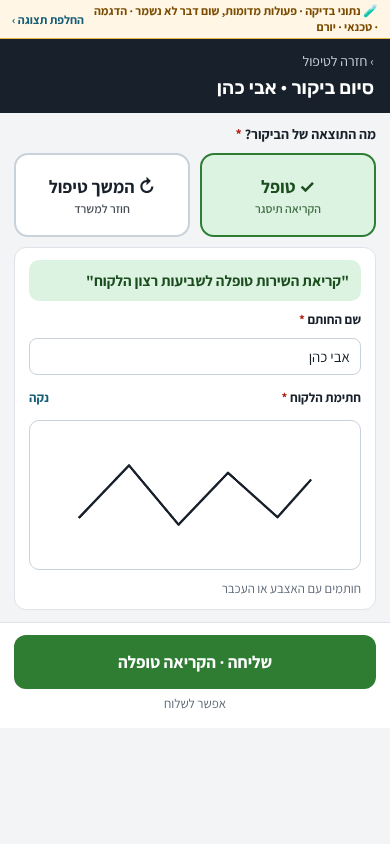 🧪 נתוני בדיקה · פעולות מדומות, שום דבר לא נשמר · הדגמה · טכנאי · יורם
החלפת תצוגה ›
› חזרה לטיפול
סיום ביקור • אבי כהן
מה התוצאה של הביקור? *
✓ טופל
הקריאה תיסגר
↻ המשך טיפול
חוזר למשרד
"קריאת השירות טופלה לשביעות רצון הלקוח"
שם החותם *
אבי כהן
חתימת הלקוח *
נקה
חותמים עם האצבע או העכבר
שליחה · הקריאה טופלה
אפשר לשלוח